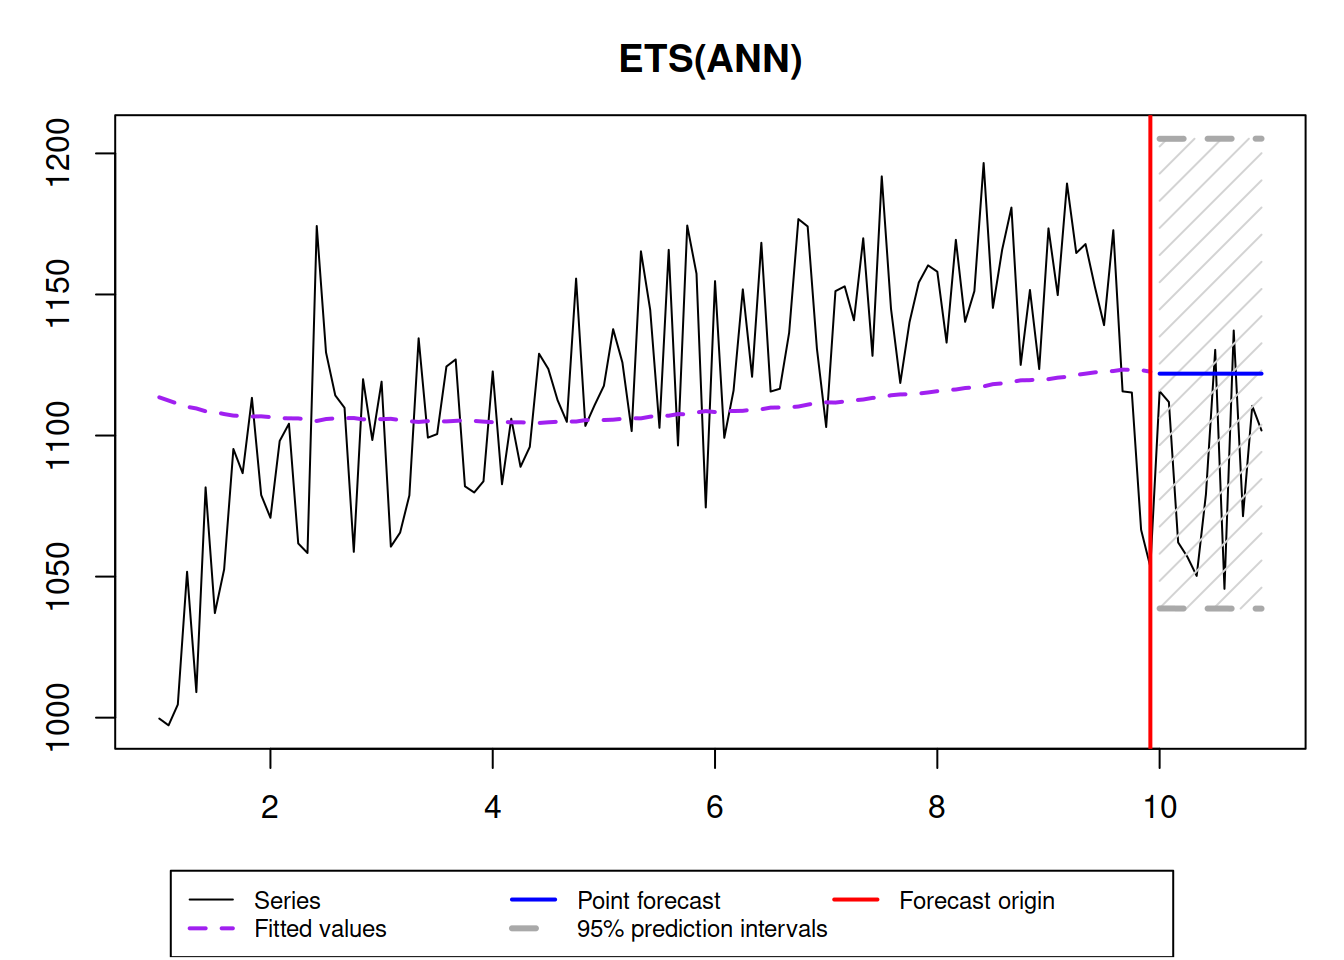 ETS(ANN)
1200
1150
1100
1050
1000
2 4 6 8 10
Series Point forecast Forecast origin
Fitted values 95% prediction intervals